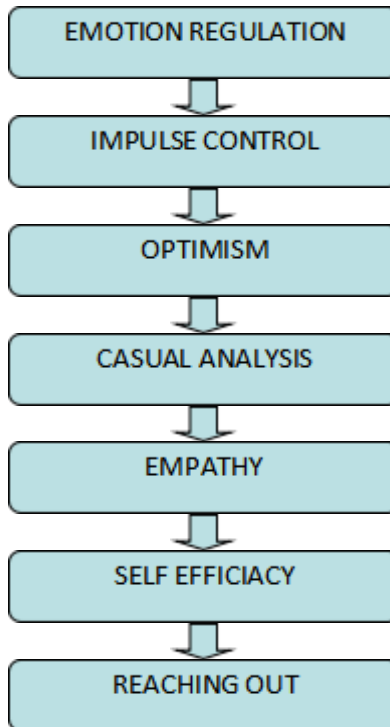 EMOTION REGULATION
IMPULSE CONTROL
OPTIMISM
CASUAL ANALYSIS
EMPATHY
SELF EFFICIACY
REACHING OUT